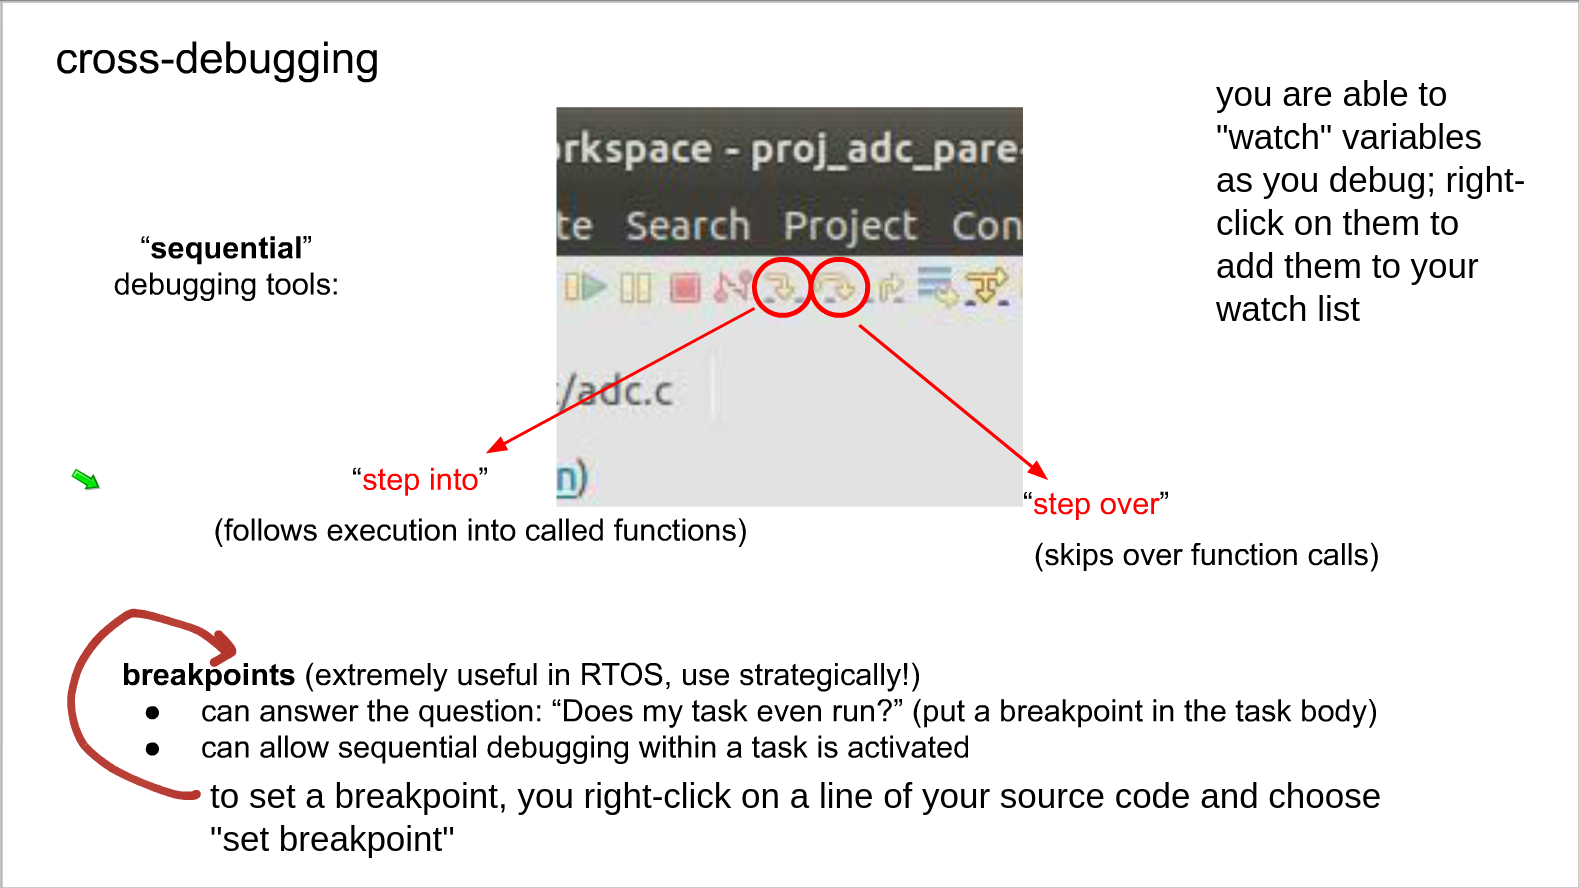 cross-debugging
you are able to
"watch" variables
as you debug; right-
click on them to
add them to your
watch list
orkspace - proj_adc_pare-
te Search Project Con
“sequential”
debugging tools:
/adc.c
n)
“step into”
(follows execution into called functions)
“step over”
(skips over function calls)
breakpoints (extremely useful in RTOS, use strategically!)
● can answer the question: “Does my task even run?” (put a breakpoint in the task body)
● can allow sequential debugging within a task is activated
to set a breakpoint, you right-click on a line of your source code and choose
"set breakpoint"